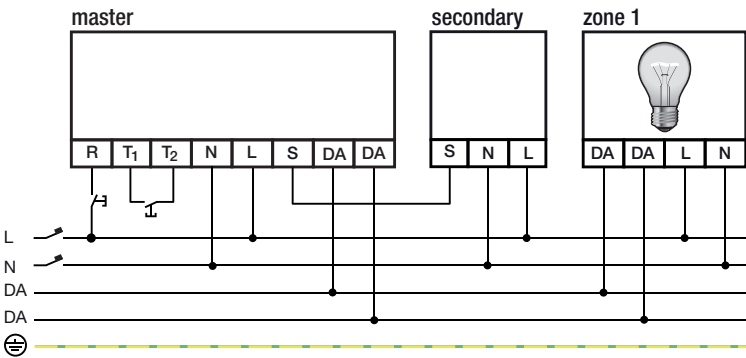 master secondary zone 1
R T1 T2 N L S DA DA S N L DA DA L N
L
N
DA
DA